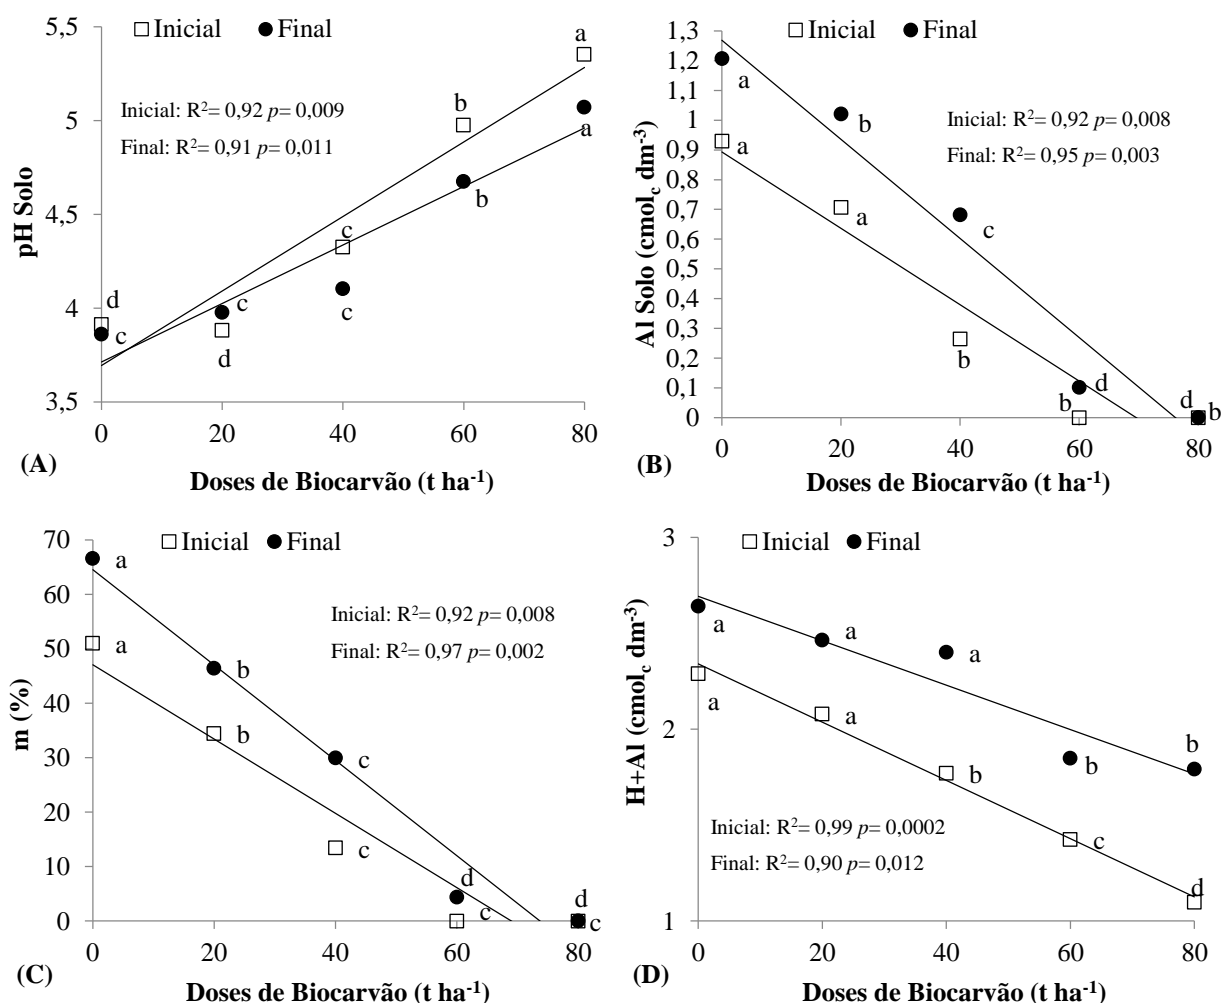 Inicial Final
Inicial: R²= 0,92 p= 0,009
Final: R²= 0,91 p= 0,011
pH Solo
5,5
5
4,5
4
3,5
0 20 40 60 80
d c d c c c b b a a
(A)
Doses de Biocarvão (t ha⁻¹)
Inicial Final
Inicial: R²= 0,92 p= 0,008
Final: R²= 0,95 p= 0,003
Al Solo (cmolc dm⁻³)
1,3
1,2
1,1
1
0,9
0,8
0,7
0,6
0,5
0,4
0,3
0,2
0,1
0
0 20 40 60 80
a a b a c b d b d b
(B)
Doses de Biocarvão (t ha⁻¹)
Inicial Final
Inicial: R²= 0,92 p= 0,008
Final: R²= 0,97 p= 0,002
m (%)
70
60
50
40
30
20
10
0
0 20 40 60 80
a a b b c c d c d c
(C)
Doses de Biocarvão (t ha⁻¹)
Inicial Final
Inicial: R²= 0,99 p= 0,0002
Final: R²= 0,90 p= 0,012
H+Al (cmolc dm⁻³)
3
2
1
0 20 40 60 80
a a a a a b b c b d
(D)
Doses de Biocarvão (t ha⁻¹)